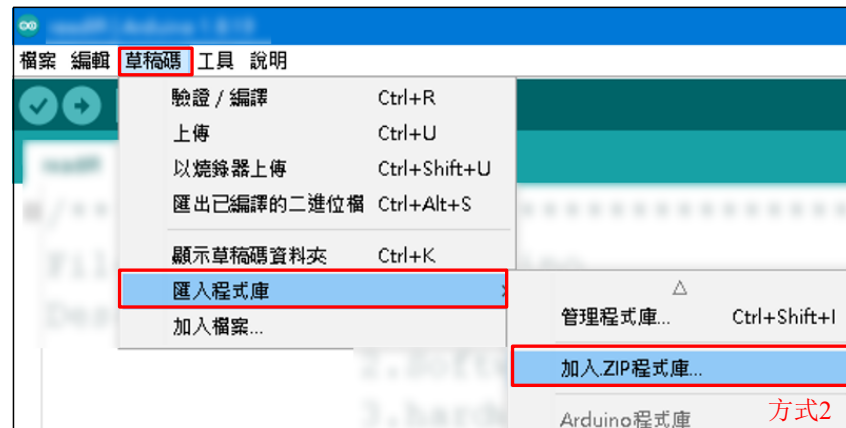 檔案 編輯 草稿碼 工具 說明
驗證 / 編譯 Ctrl+R
上傳 Ctrl+U
以燒錄器上傳 Ctrl+Shift+U
匯出已編譯的二進位檔 Ctrl+Alt+S
顯示草稿碼資料夾 Ctrl+K
匯入程式庫
加入檔案...
管理程式庫... Ctrl+Shift+I
加入.ZIP程式庫...
Arduino程式庫
方式2